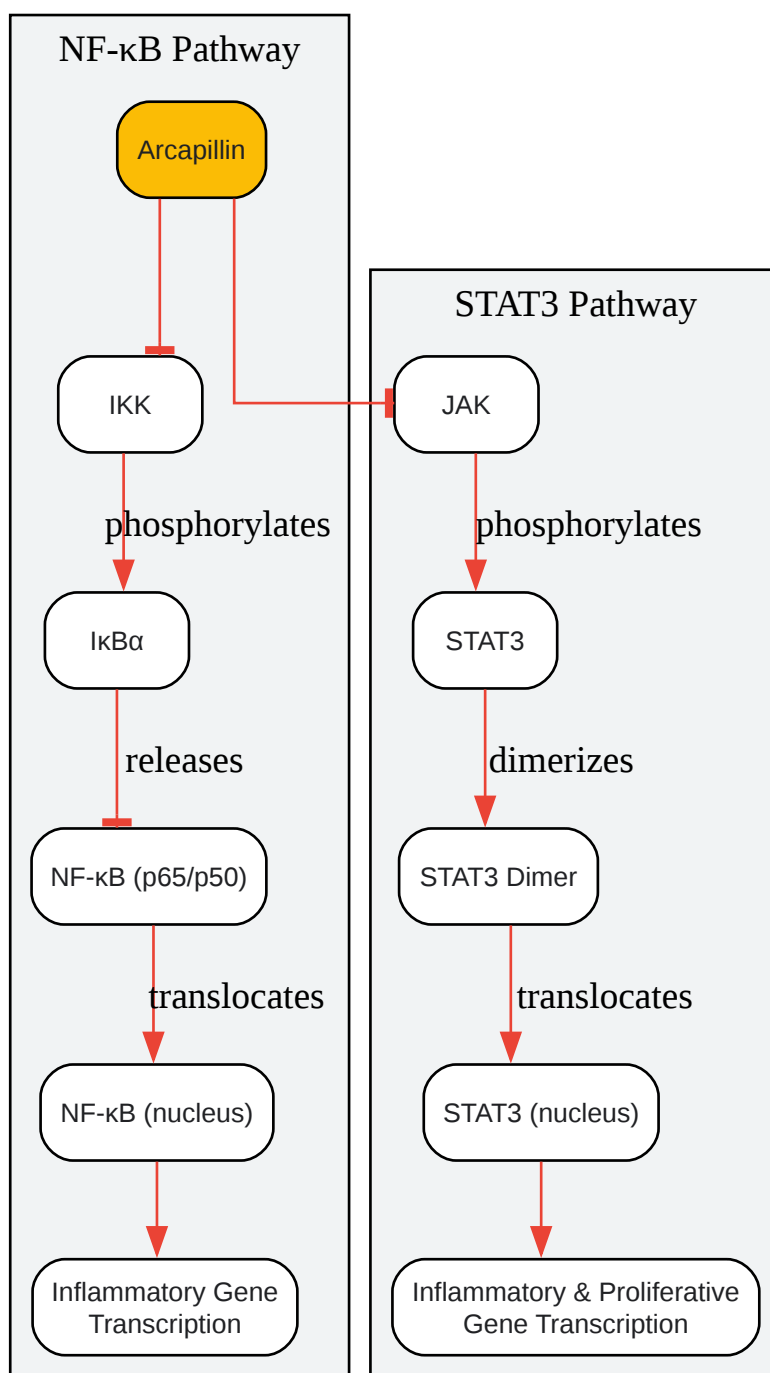 NF-κB Pathway
Arcapillin
IKK
phosphorylates
IκBα
releases
NF-κB (p65/p50)
translocates
NF-κB (nucleus)
Inflammatory Gene
Transcription
STAT3 Pathway
JAK
phosphorylates
STAT3
dimerizes
STAT3 Dimer
translocates
STAT3 (nucleus)
Inflammatory & Proliferative
Gene Transcription